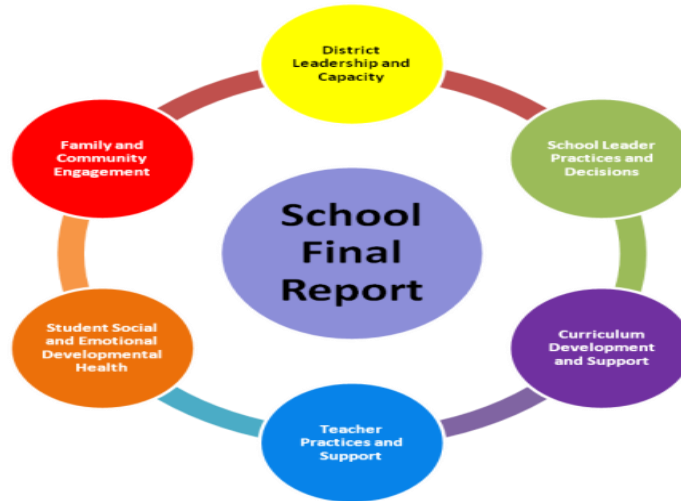 District
Leadership and
Capacity
Family and
Community
Engagement
School Leader
Practices and
Decisions
School
Final
Report
Student Social
and Emotional
Developmental
Health
Curriculum
Development
and Support
Teacher
Practices and
Support